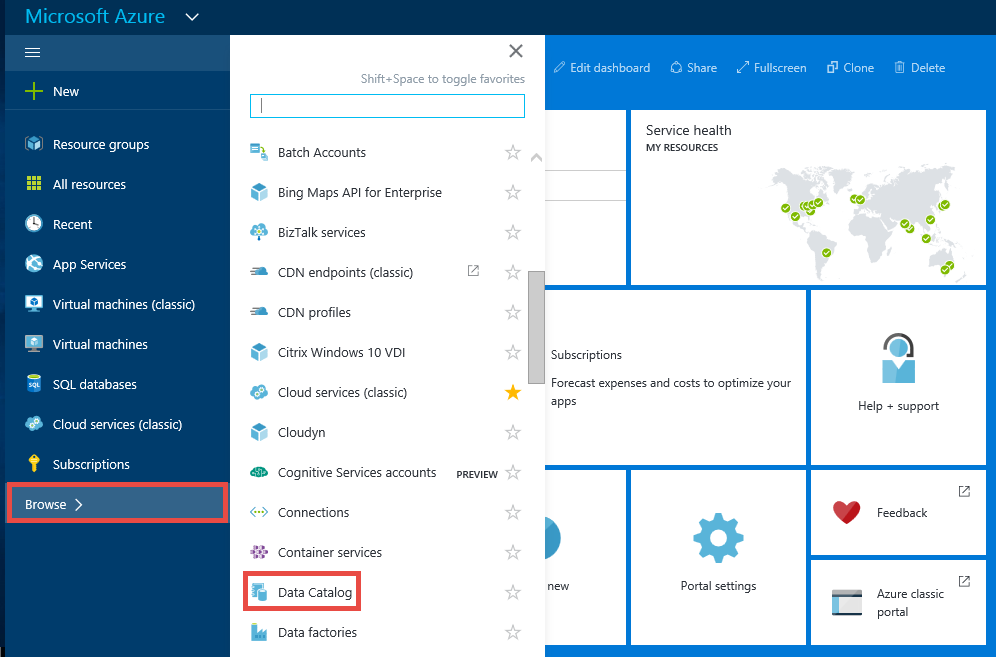 Microsoft Azure
New
Resource groups
All resources
Recent
App Services
Virtual machines (classic)
Virtual machines
SQL databases
Cloud services (classic)
Subscriptions
Browse
Shift+Space to toggle favorites
Batch Accounts
Bing Maps API for Enterprise
BizTalk services
CDN endpoints (classic)
CDN profiles
Citrix Windows 10 VDI
Cloud services (classic)
Cloudyn
Cognitive Services accounts PREVIEW
Connections
Container services
Data Catalog
Data factories
Edit dashboard Share Fullscreen Clone Delete
Service health
MY RESOURCES
Subscriptions
Forecast expenses and costs to optimize your
apps
Help + support
new
Portal settings
Feedback
Azure classic
portal